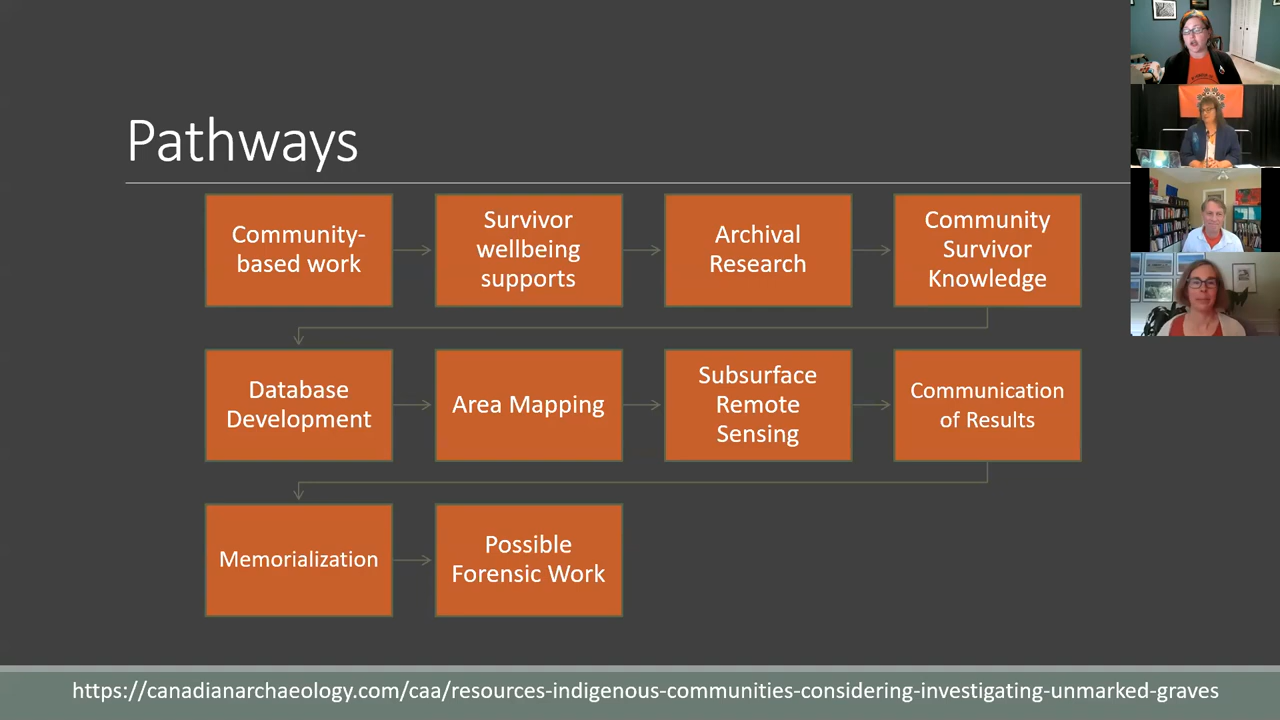 Pathways
Community-
based work
Survivor
wellbeing
supports
Archival
Research
Community
Survivor
Knowledge
Database
Development
Area Mapping
Subsurface
Remote
Sensing
Communication
of Results
Memorialization
Possible
Forensic Work
https://canadianarchaeology.com/caa/resources-indigenous-communities-considering-investigating-unmarked-graves